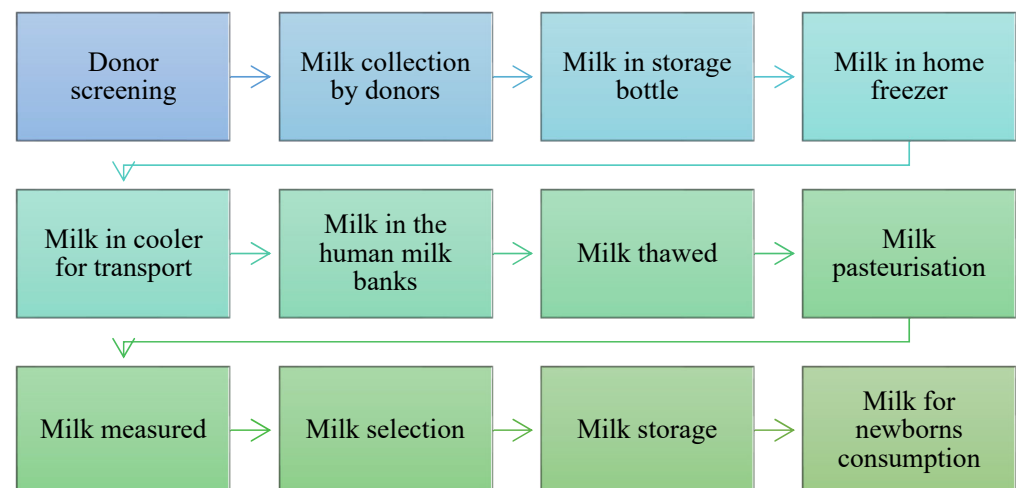 Donor
screening
Milk collection
by donors
Milk in storage
bottle
Milk in home
freezer
Milk in cooler
for transport
Milk in the
human milk
banks
Milk thawed
Milk
pasteurisation
Milk measured
Milk selection
Milk storage
Milk for
newborns
consumption